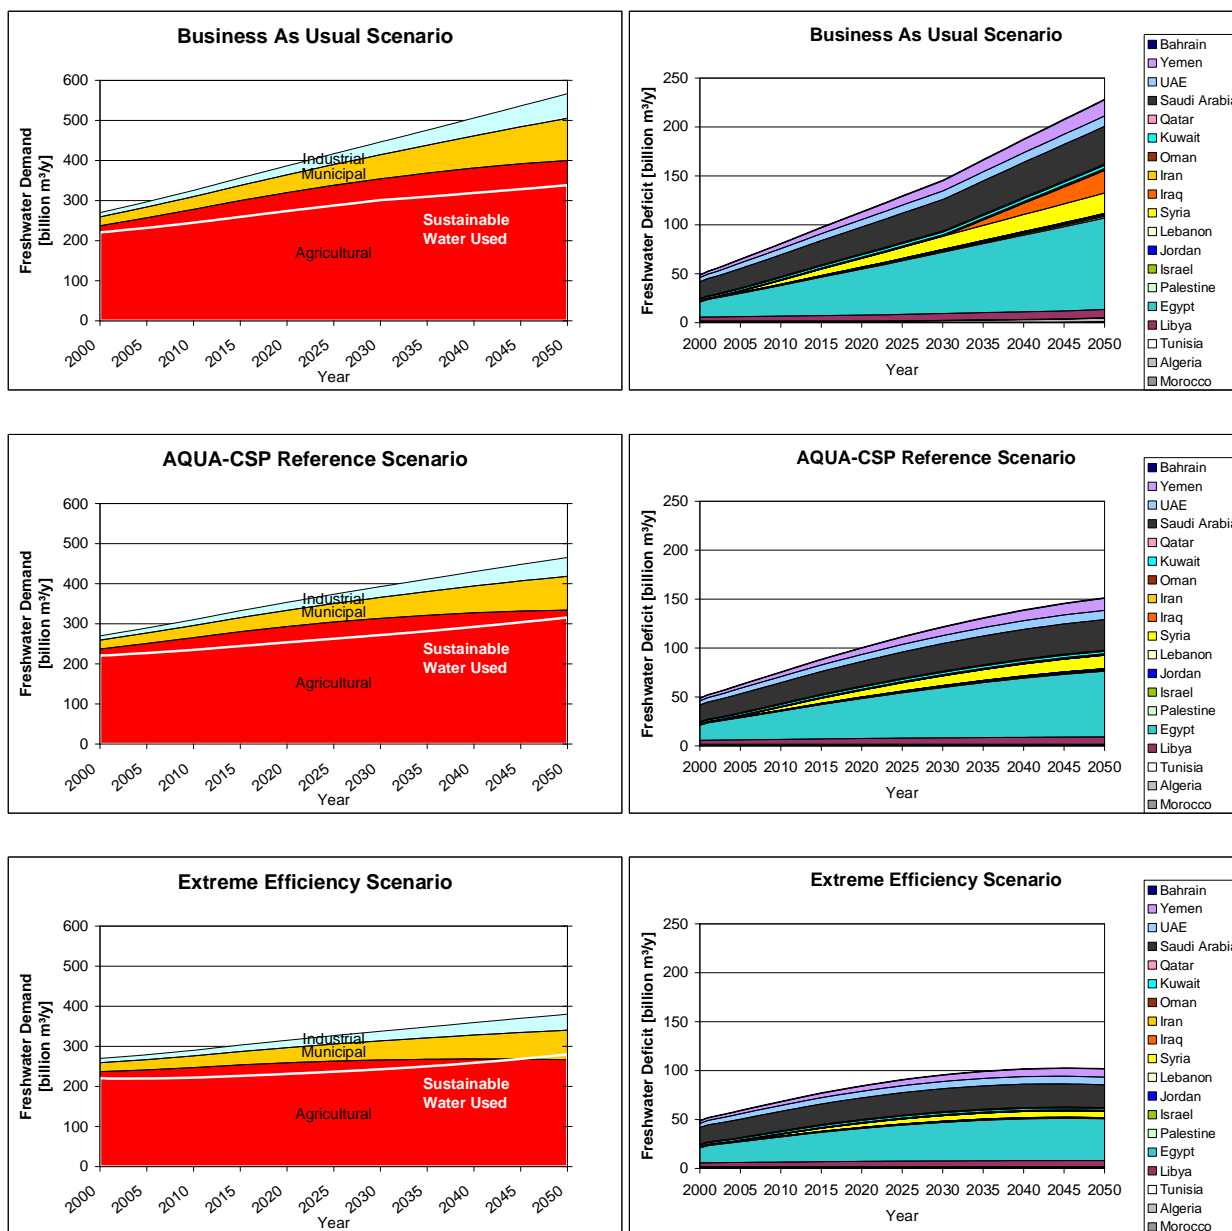 Business As Usual Scenario
Freshwater Demand
[billion m³/y]
600
500
400
300
200
100
0
Industrial
Municipal
Sustainable
Water Used
Agricultural
2000
2005
2010
2015
2020
2025
2030
2035
2040
2045
2050
Year
Business As Usual Scenario
Freshwater Deficit [billion m³/y]
250
200
150
100
50
0
2000 2005 2010 2015 2020 2025 2030 2035 2040 2045 2050
Year
Bahrain
Yemen
UAE
Saudi Arabia
Qatar
Kuwait
Oman
Iran
Iraq
Syria
Lebanon
Jordan
Israel
Palestine
Egypt
Libya
Tunisia
Algeria
Morocco
AQUA-CSP Reference Scenario
Freshwater Demand
[billion m³/y]
600
500
400
300
200
100
0
Industrial
Municipal
Sustainable
Water Used
Agricultural
2000
2005
2010
2015
2020
2025
2030
2035
2040
2045
2050
Year
AQUA-CSP Reference Scenario
Freshwater Deficit [billion m³/y]
250
200
150
100
50
0
2000 2005 2010 2015 2020 2025 2030 2035 2040 2045 2050
Year
Bahrain
Yemen
UAE
Saudi Arabia
Qatar
Kuwait
Oman
Iran
Iraq
Syria
Lebanon
Jordan
Israel
Palestine
Egypt
Libya
Tunisia
Algeria
Morocco
Extreme Efficiency Scenario
Freshwater Demand
[billion m³/y]
600
500
400
300
200
100
0
Industrial
Municipal
Sustainable
Water Used
Agricultural
2000
2005
2010
2015
2020
2025
2030
2035
2040
2045
2050
Year
Extreme Efficiency Scenario
Freshwater Deficit [billion m³/y]
250
200
150
100
50
0
2000 2005 2010 2015 2020 2025 2030 2035 2040 2045 2050
Year
Bahrain
Yemen
UAE
Saudi Arabia
Qatar
Kuwait
Oman
Iran
Iraq
Syria
Lebanon
Jordan
Israel
Palestine
Egypt
Libya
Tunisia
Algeria
Morocco